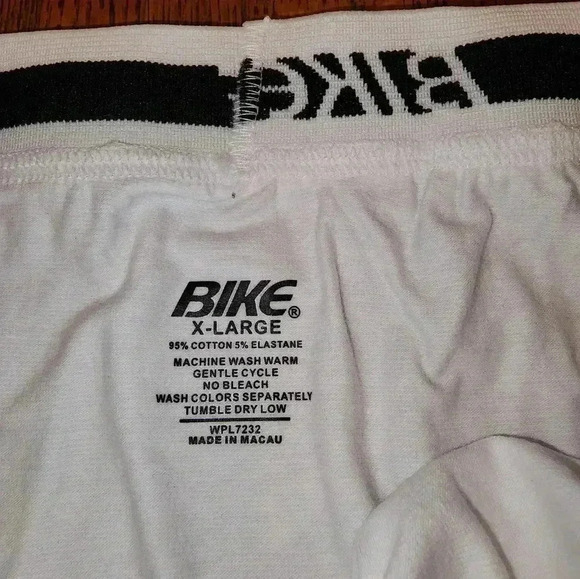 BIKE
BIKE®
X-LARGE
95% COTTON 5% ELASTANE
MACHINE WASH WARM
GENTLE CYCLE
NO BLEACH
WASH COLORS SEPARATELY
TUMBLE DRY LOW
WPL7232
MADE IN MACAU